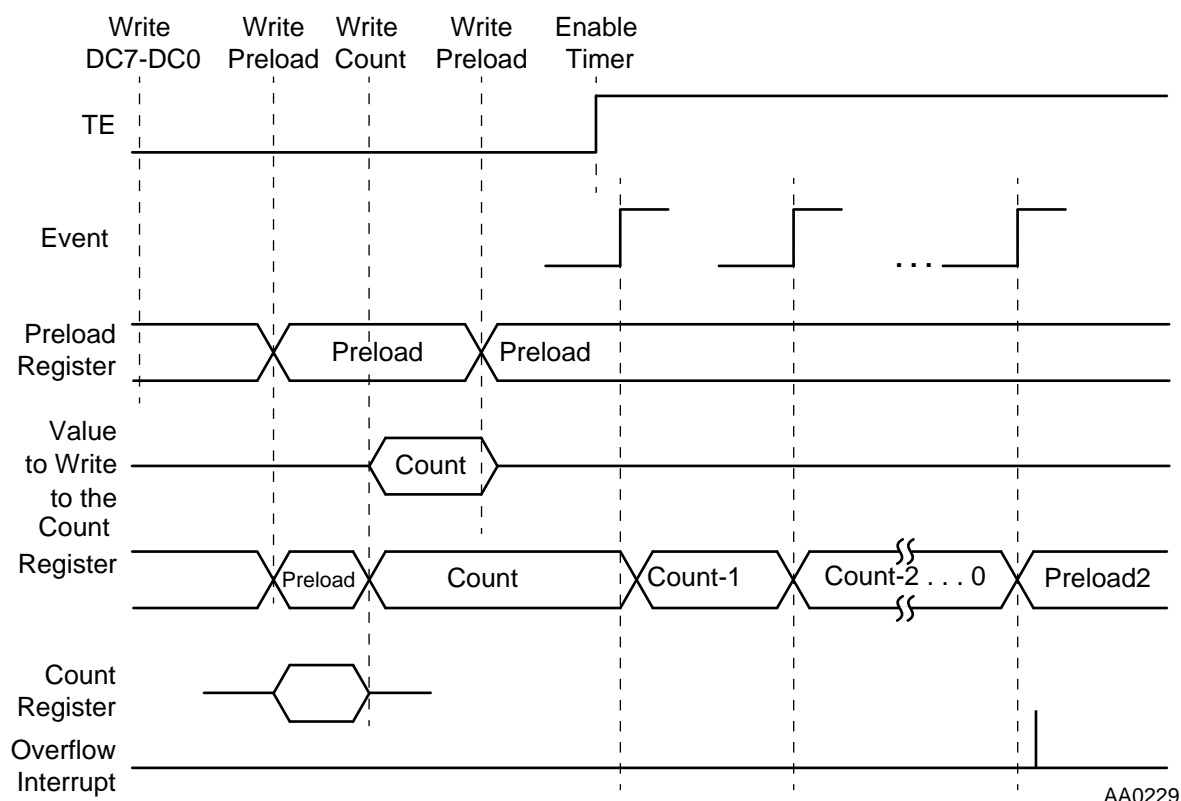 Write Write Write Write Enable
DC7-DC0 Preload Count Preload Timer
TE
Event
. . .
Preload
Register
Preload Preload
Value
to Write
to the
Count
Register
Count
Preload Count Count-1 Count-2 . . . 0 Preload2
Count
Register
Overflow
Interrupt
AA0229